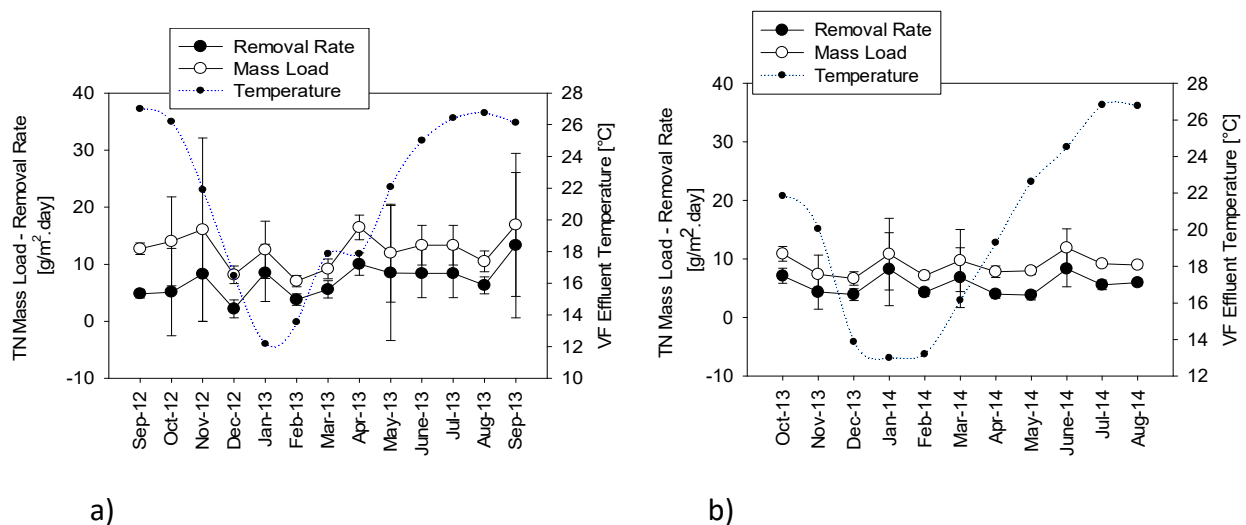 Removal Rate
Mass Load
Temperature
TN Mass Load - Removal Rate
[g/m².day]
40
30
20
10
0
-10
28
26
24
22
20
18
16
14
12
10
VF Effluent Temperature [°C]
Sep-12
Oct-12
Nov-12
Dec-12
Jan-13
Feb-13
Mar-13
Apr-13
May-13
June-13
Jul-13
Aug-13
Sep-13
a)
Removal Rate
Mass Load
Temperature
TN Mass Load - Removal Rate
[g/m².day]
40
30
20
10
0
-10
28
26
24
22
20
18
16
14
12
VF Effluent Temperature [°C]
Oct-13
Nov-13
Dec-13
Jan-14
Feb-14
Mar-14
Apr-14
May-14
June-14
Jul-14
Aug-14
b)